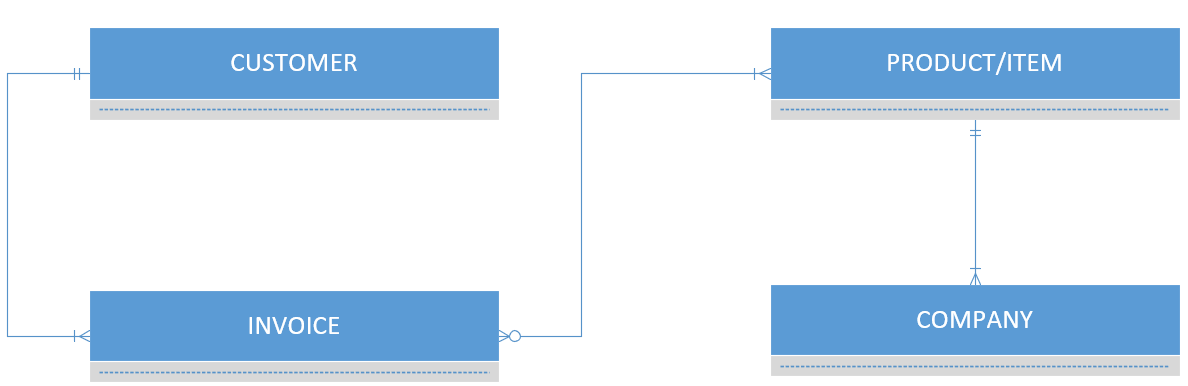 CUSTOMER
PRODUCT/ITEM
INVOICE
COMPANY